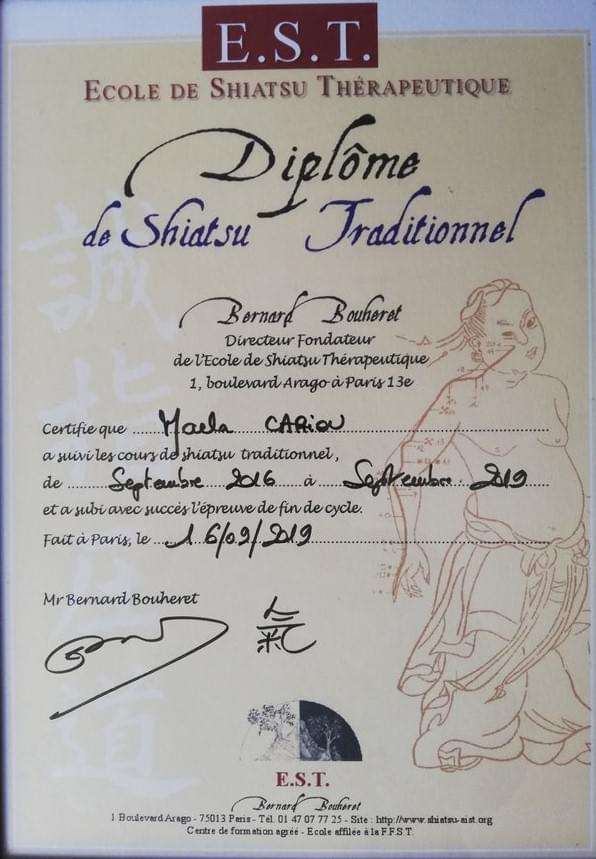 E.S.T.
ECOLE DE SHIATSU THÉRAPEUTIQUE
Diplôme
de Shiatsu Traditionnel
Bernard Bouheret
Directeur Fondateur
de l'Ecole de Shiatsu Thérapeutique
1, boulevard Arago à Paris 13e
Certifie que Maela CARIOU
a suivi les cours de shiatsu traditionnel,
de Septembre 2016 à Septembre 2019
et a subi avec succès l'épreuve de fin de cycle.
Fait à Paris, le 16/09/2019
Mr Bernard Bouheret
氣
E.S.T.
Bernard Bouheret
1 Boulevard Arago - 75013 Paris - Tél. 01 47 07 77 25 - Site : http://www.shiatsu-aist.org
Centre de formation agréé - Ecole affilée à la F.F.S.T.
誠
道